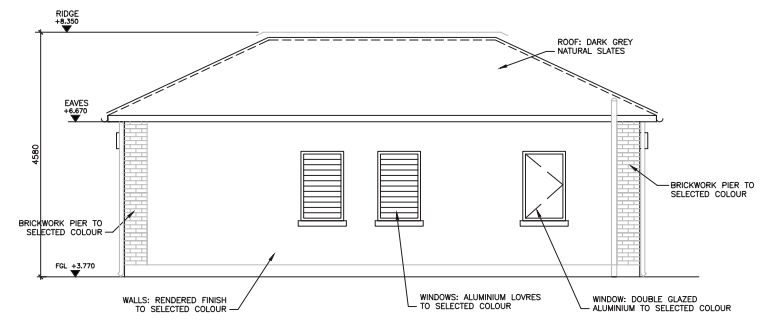 RIDGE
+8.350
ROOF: DARK GREY
NATURAL SLATES
EAVES
+6.670
4580
BRICKWORK PIER TO
SELECTED COLOUR
BRICKWORK PIER TO
SELECTED COLOUR
FGL +3.770
WALLS: RENDERED FINISH
TO SELECTED COLOUR
WINDOWS: ALUMINIUM LOVRES
TO SELECTED COLOUR
WINDOW: DOUBLE GLAZED
ALUMINIUM TO SELECTED COLOUR